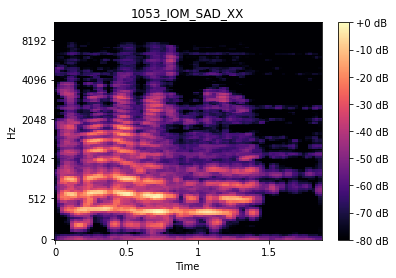 1053_IOM_SAD_XX
+0 dB
8192
-10 dB
4096
-20 dB
-30 dB
2048
-40 dB
Hz
1024
-50 dB
512
-60 dB
-70 dB
0
-80 dB
0
0.5
1
1.5
Time